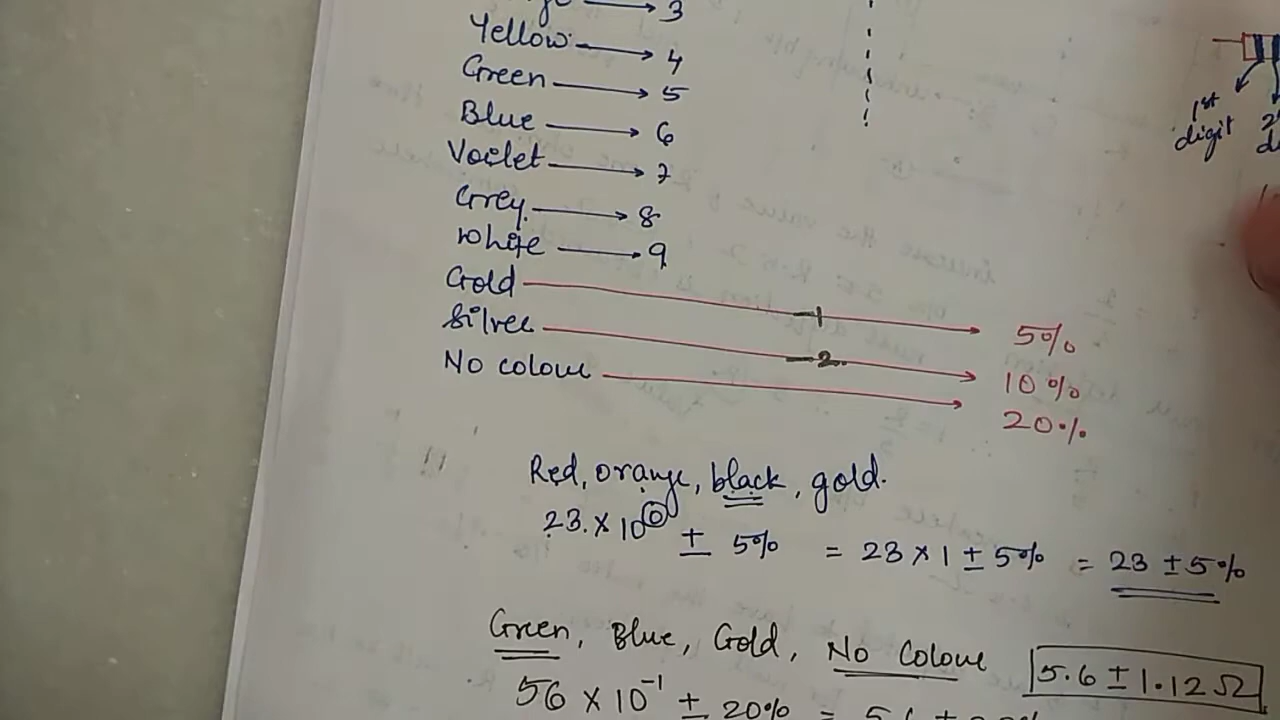 → 3
Yellow → 4
Green → 5
Blue → 6
Voilet → 7
Grey → 8
White → 9
Gold —1 → 5%
Silver —2 → 10%
No colour → 20%
1st digit
Red, orange, black, gold.
23 × 10⁰ ± 5% = 23 × 1 ± 5% = 23 ± 5%
Green, Blue, Gold, No Colour 5.6 ± 1.12 Ω
56 × 10⁻¹ ± 20% =